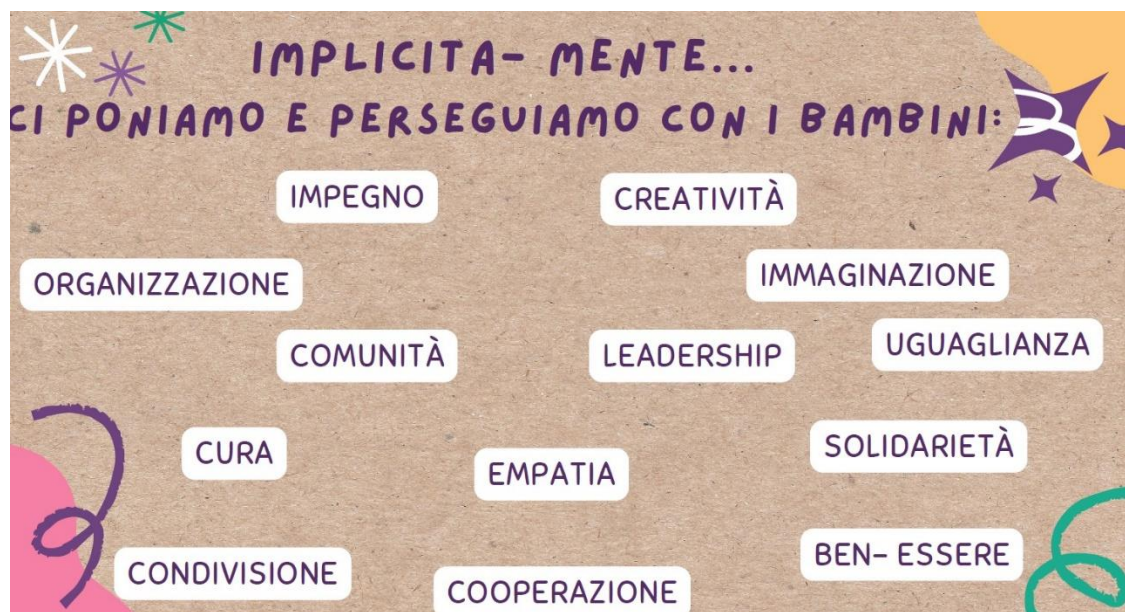 IMPLICITA- MENTE...
CI PONIAMO E PERSEGUIAMO CON I BAMBINI:
IMPEGNO
CREATIVITÀ
ORGANIZZAZIONE
IMMAGINAZIONE
COMUNITÀ
LEADERSHIP
UGUAGLIANZA
CURA
EMPATIA
SOLIDARIETÀ
CONDIVISIONE
COOPERAZIONE
BEN- ESSERE